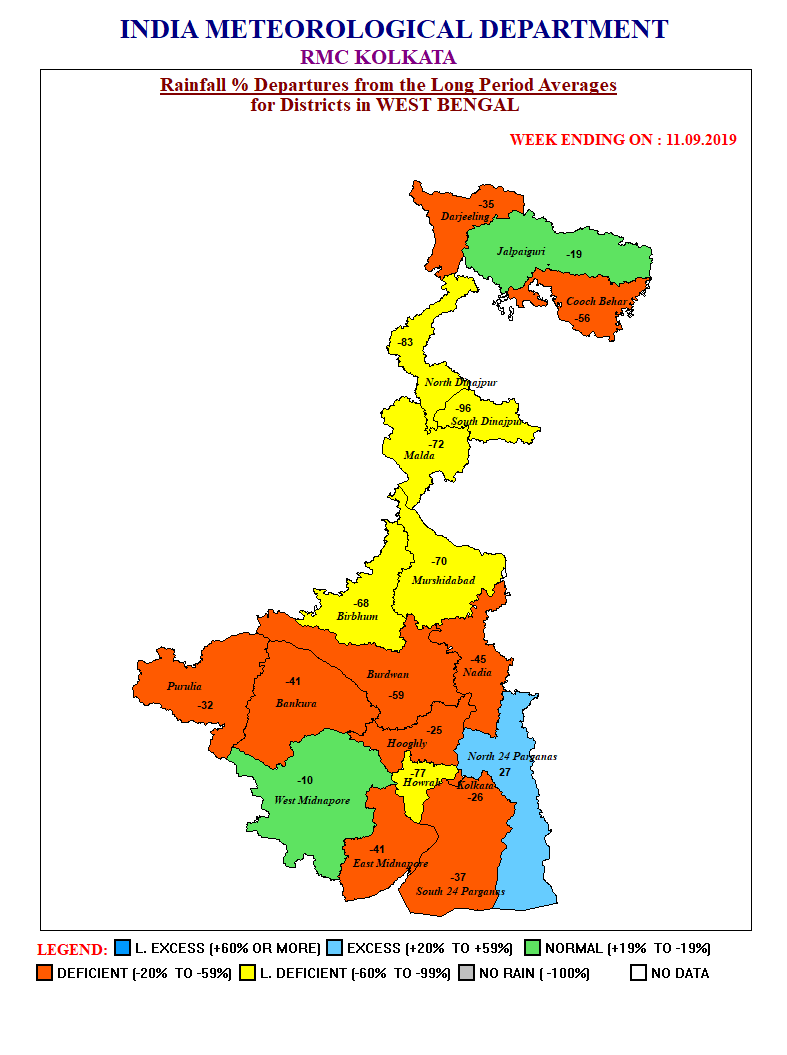 INDIA METEOROLOGICAL DEPARTMENT
RMC KOLKATA
Rainfall % Departures from the Long Period Averages
for Districts in WEST BENGAL
WEEK ENDING ON : 11.09.2019
-35
Darjeeling
Jalpaiguri -19
Cooch Behar
-56
-83
North Dinajpur
-96
South Dinajpur
-72
Malda
-70
Murshidabad
-68
Birbhum
-45
Nadia
Burdwan
-59
-41
Bankura
Purulia
-32
-25
Hooghly
North 24 Parganas
27
-77
Howrah
Kolkata
-26
-10
West Midnapore
-41
East Midnapore
-37
South 24 Parganas
LEGEND: L. EXCESS (+60% OR MORE) EXCESS (+20% TO +59%) NORMAL (+19% TO -19%)
DEFICIENT (-20% TO -59%) L. DEFICIENT (-60% TO -99%) NO RAIN ( -100%) NO DATA